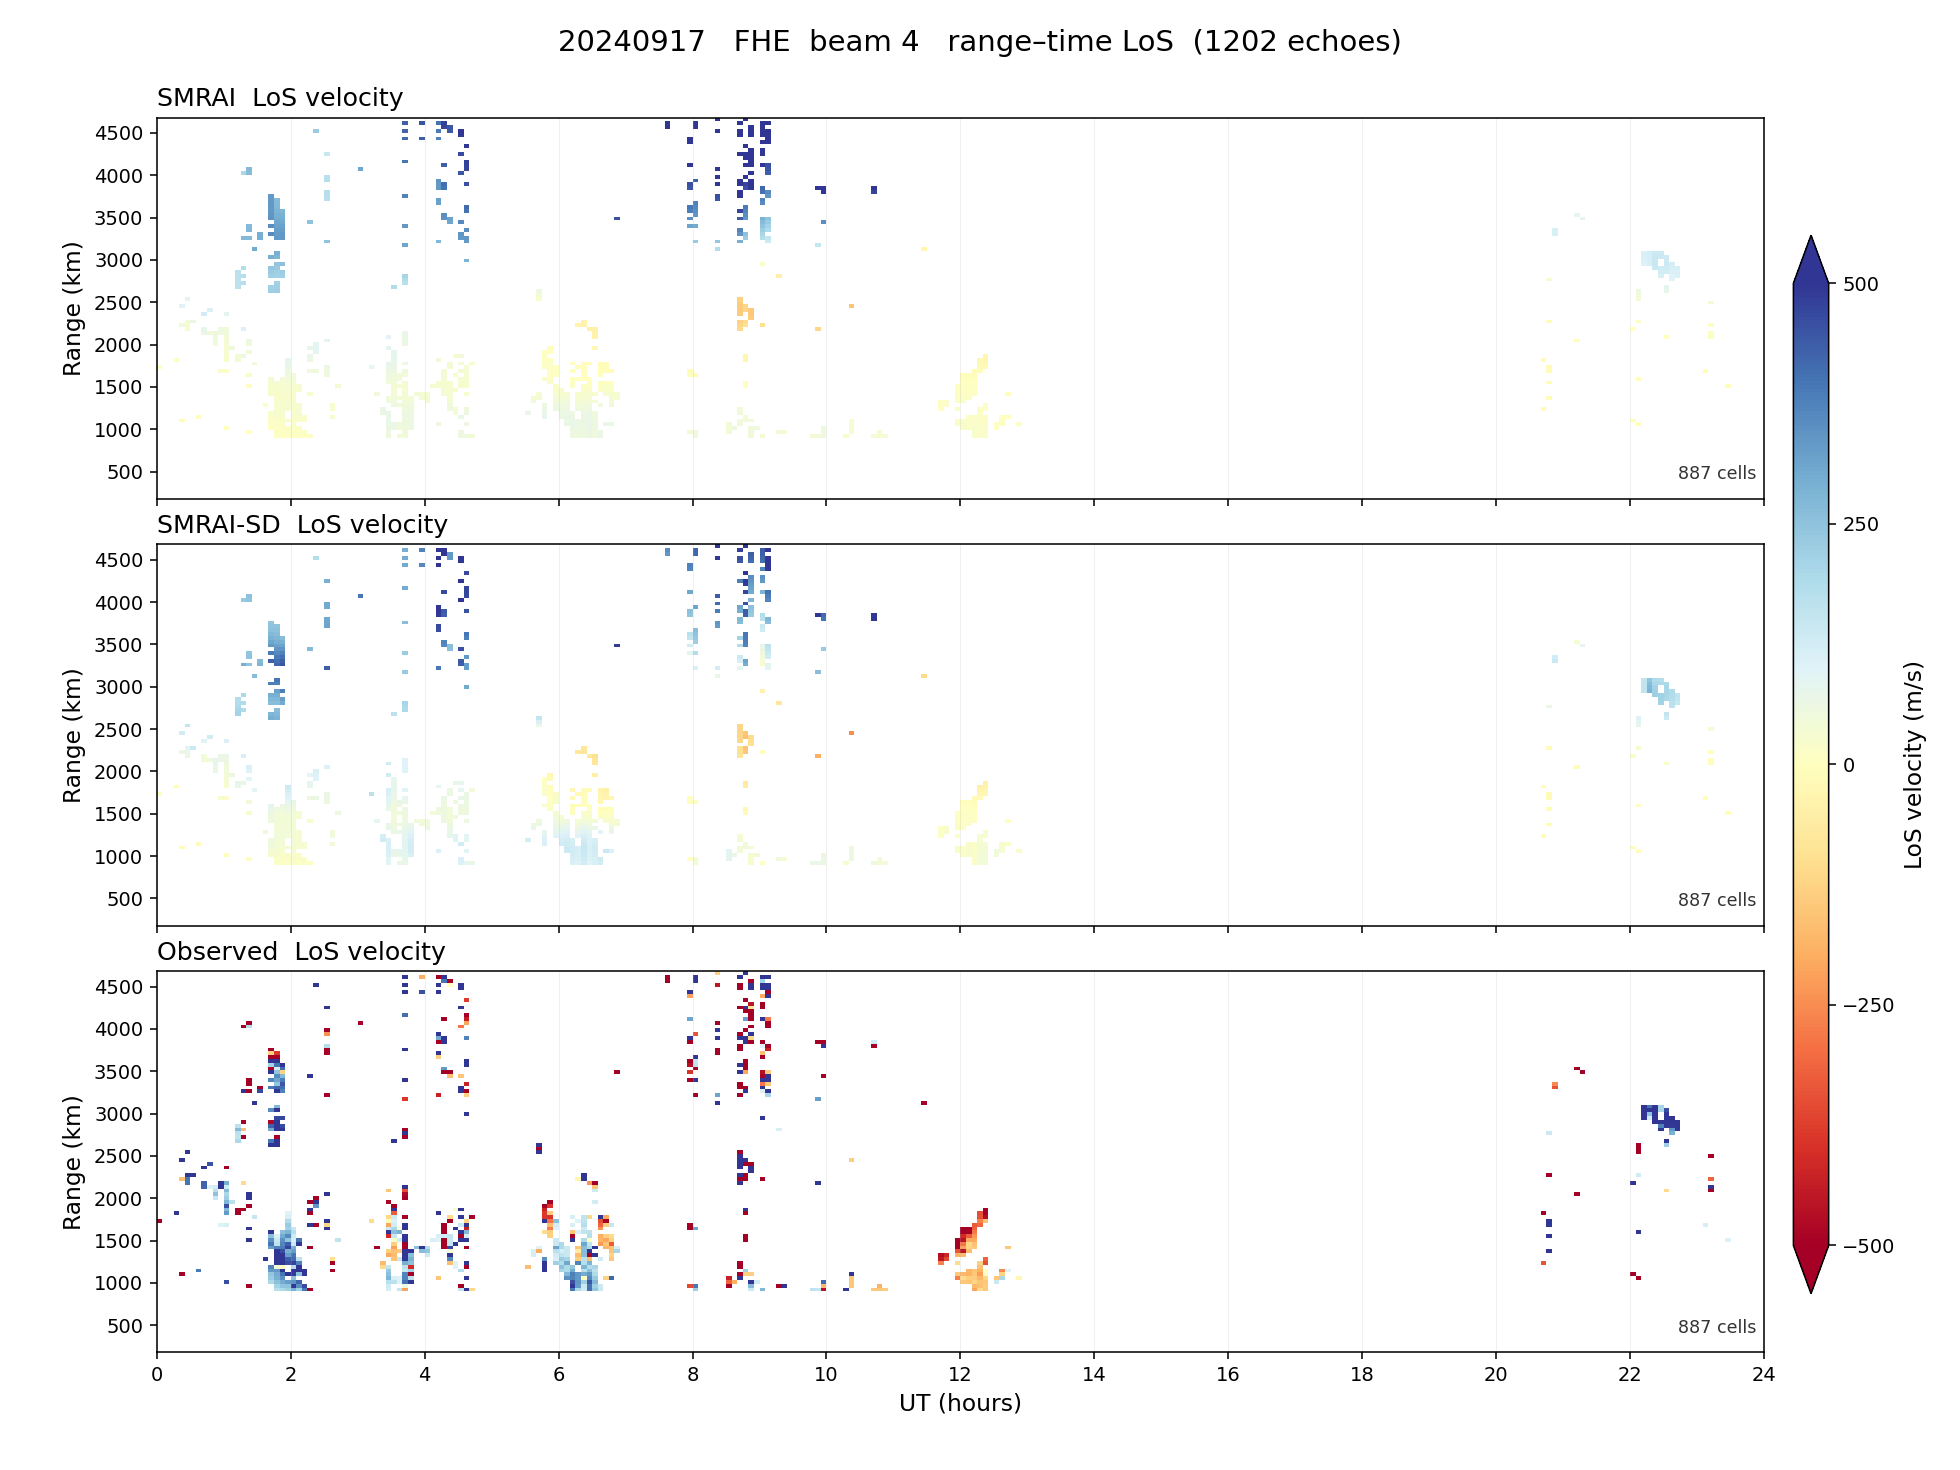 20240917   FHE  beam 4   range–time LoS  (1202 echoes)
SMRAI  LoS velocity
4500
4000
3500
3000
2500
2000
1500
1000
500
Range (km)
887 cells
SMRAI-SD  LoS velocity
4500
4000
3500
3000
2500
2000
1500
1000
500
Range (km)
887 cells
Observed  LoS velocity
4500
4000
3500
3000
2500
2000
1500
1000
500
Range (km)
887 cells
0 2 4 6 8 10 12 14 16 18 20 22 24
UT (hours)
500
250
0
−250
−500
LoS velocity (m/s)